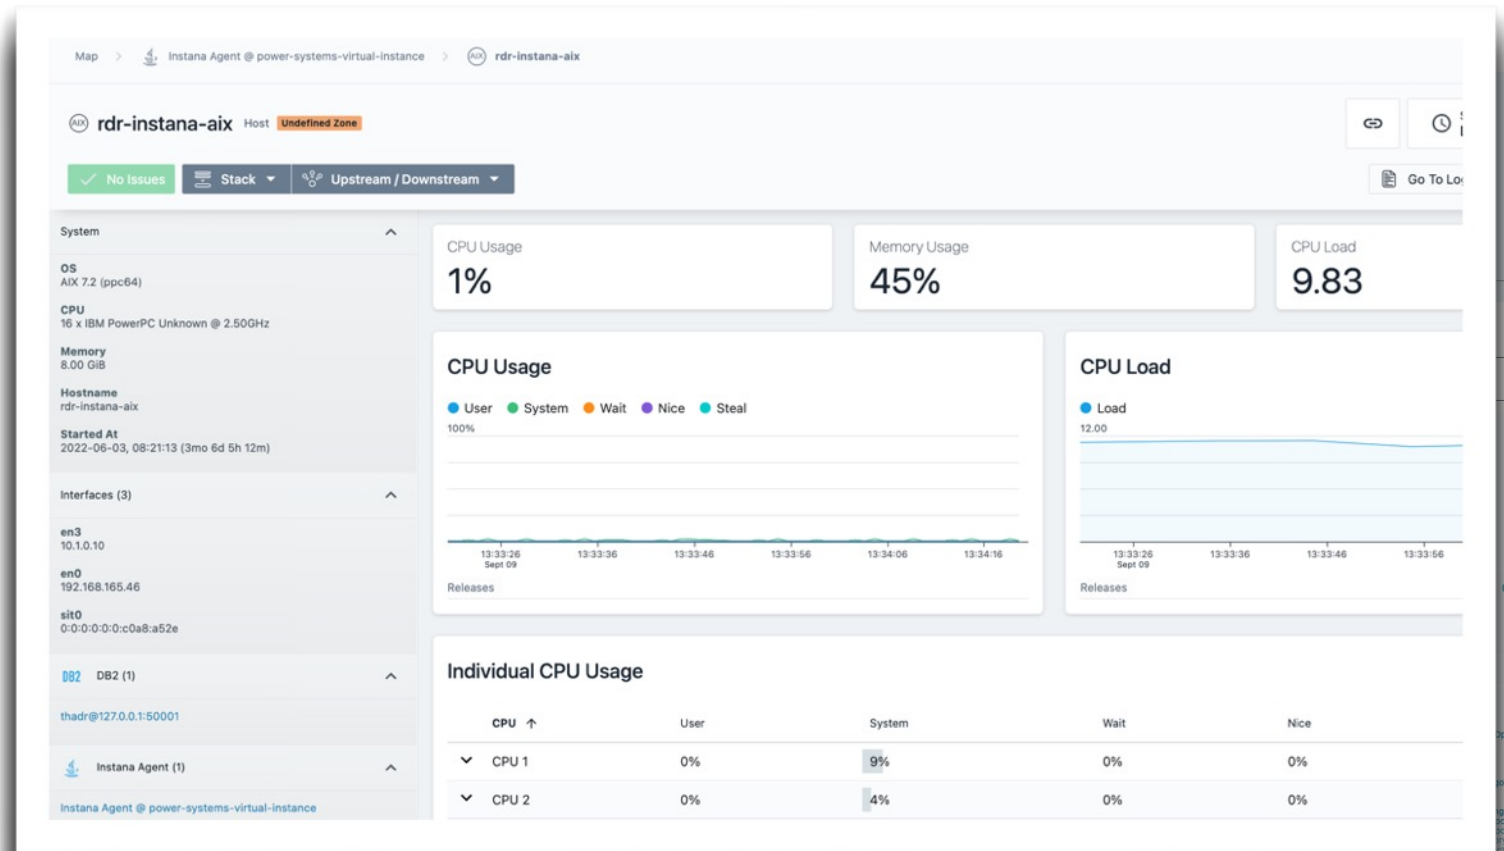 Map > Instana Agent @ power-systems-virtual-instance > AIX rdr-instana-aix
AIX rdr-instana-aix Host Undefined Zone
No Issues Stack Upstream / Downstream
Go To Lo
System
OS
AIX 7.2 (ppc64)
CPU
16 x IBM PowerPC Unknown @ 2.50GHz
Memory
8.00 GiB
Hostname
rdr-instana-aix
Started At
2022-06-03, 08:21:13 (3mo 6d 5h 12m)
Interfaces (3)
en3
10.1.0.10
en0
192.168.165.46
sit0
0:0:0:0:0:0:c0a8:a52e
DB2 DB2 (1)
thadr@127.0.0.1:50001
Instana Agent (1)
Instana Agent @ power-systems-virtual-instance
CPU Usage
1%
Memory Usage
45%
CPU Load
9.83
CPU Usage
User System Wait Nice Steal
100%
13:33:26 13:33:36 13:33:46 13:33:56 13:34:06 13:34:16
Sept 09
Releases
CPU Load
Load
12.00
13:33:26 13:33:36 13:33:46 13:33:56
Sept 09
Releases
Individual CPU Usage
CPU ↑ User System Wait Nice
CPU 1 0% 9% 0% 0%
CPU 2 0% 4% 0% 0%